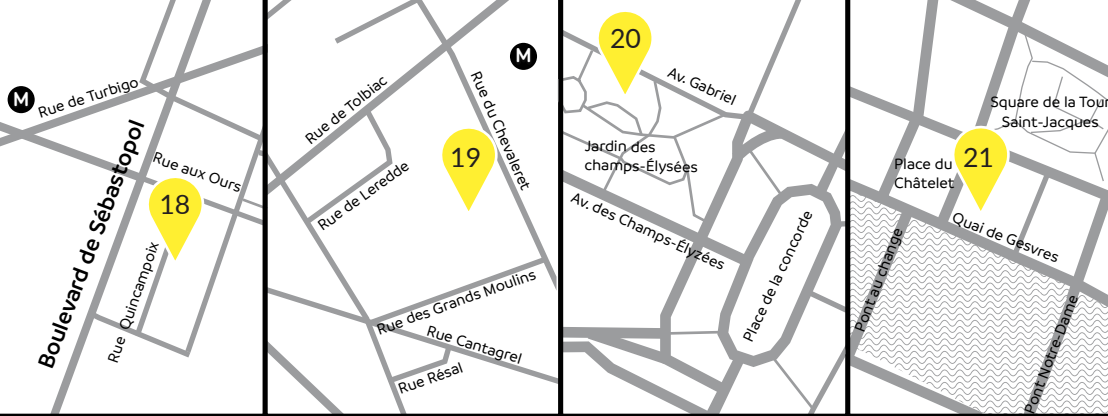 M
Rue de Turbigo
Boulevard de Sébastopol
Rue aux Ours
18
Rue Quincampoix
M
Rue de Tolbiac
Rue du Chevaleret
19
Rue de Leredde
Rue des Grands Moulins
Rue Cantagrel
Rue Résal
20
Av. Gabriel
Jardin des
champs-Élysées
Av. des Champs-Élyzées
Place de la concorde
Square de la Tour
Saint-Jacques
21
Place du
Châtelet
Quai de Gesvres
Pont au change
Pont Notre-Dame